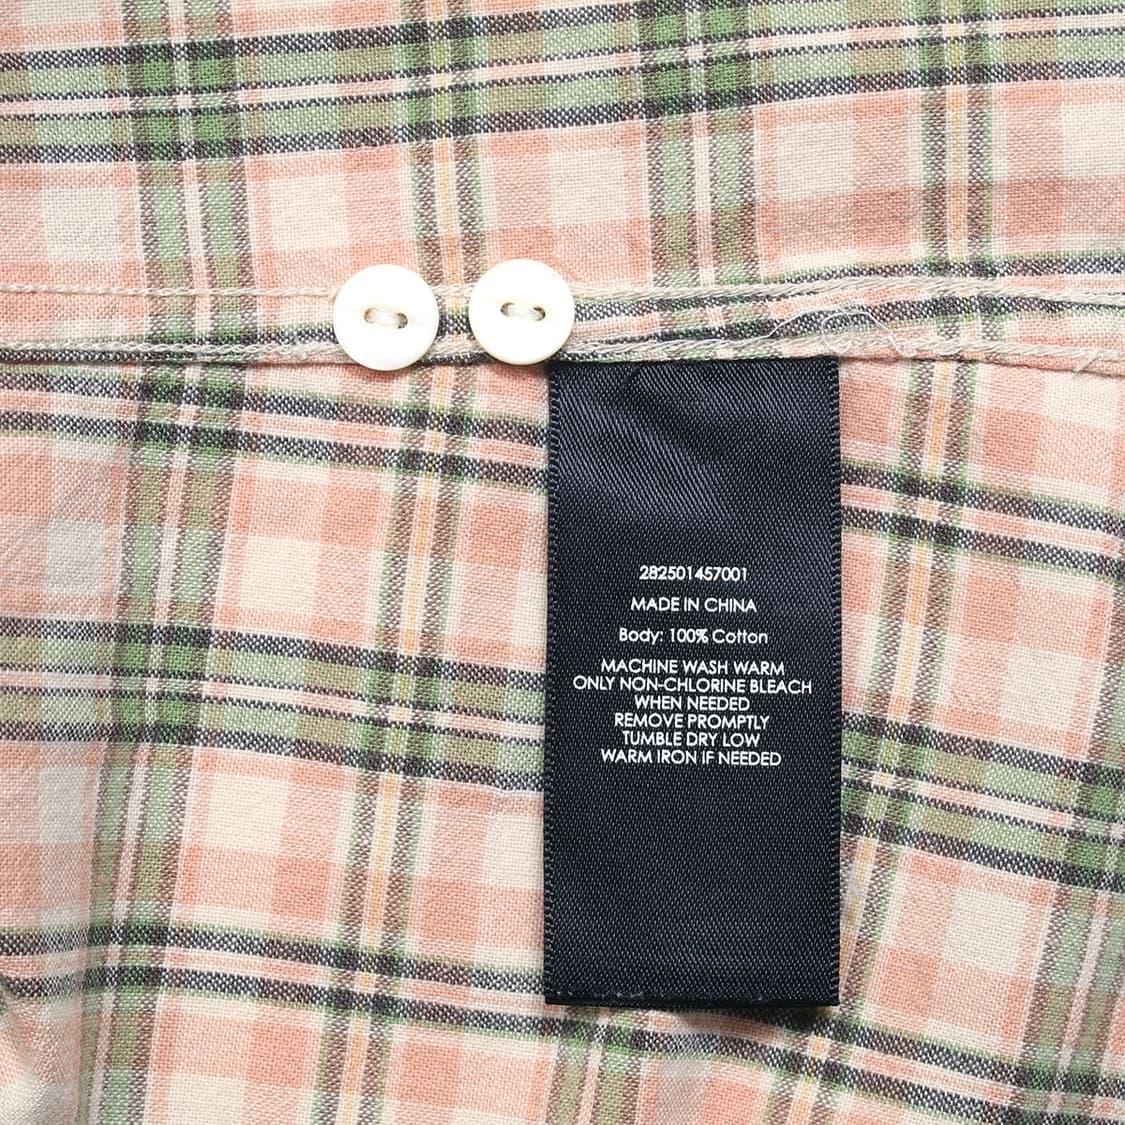 282501457001
MADE IN CHINA
Body: 100% Cotton
MACHINE WASH WARM
ONLY NON-CHLORINE BLEACH
WHEN NEEDED
REMOVE PROMPTLY
TUMBLE DRY LOW
WARM IRON IF NEEDED